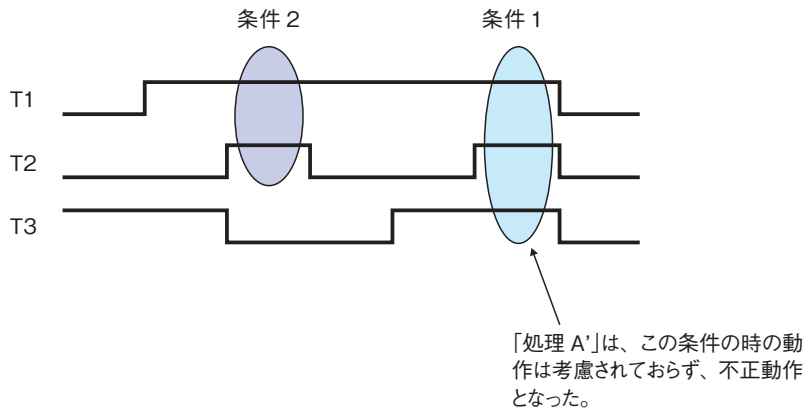 条件 2
条件 1
T1
T2
T3
「処理 A’」は、この条件の時の動
作は考慮されておらず、不正動作
となった。